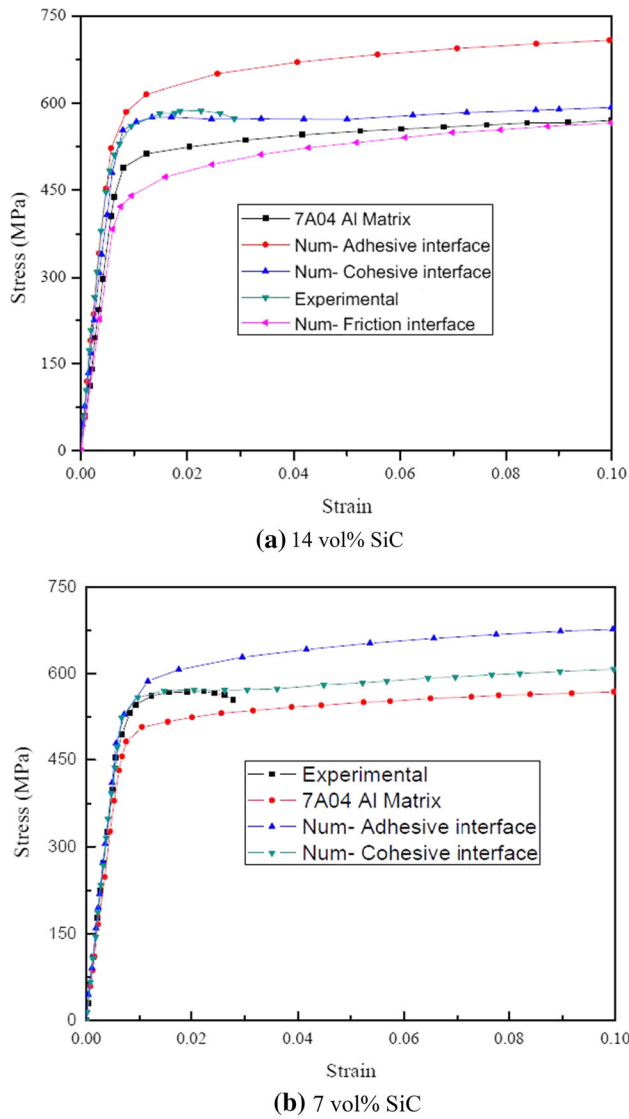 750
600
450
300
150
0
Stress (MPa)
7A04 Al Matrix
Num- Adhesive interface
Num- Cohesive interface
Experimental
Num- Friction interface
0.00 0.02 0.04 0.06 0.08 0.10
Strain
(a) 14 vol% SiC
750
600
450
300
150
0
Stress (MPa)
Experimental
7A04 Al Matrix
Num- Adhesive interface
Num- Cohesive interface
0.00 0.02 0.04 0.06 0.08 0.10
Strain
(b) 7 vol% SiC